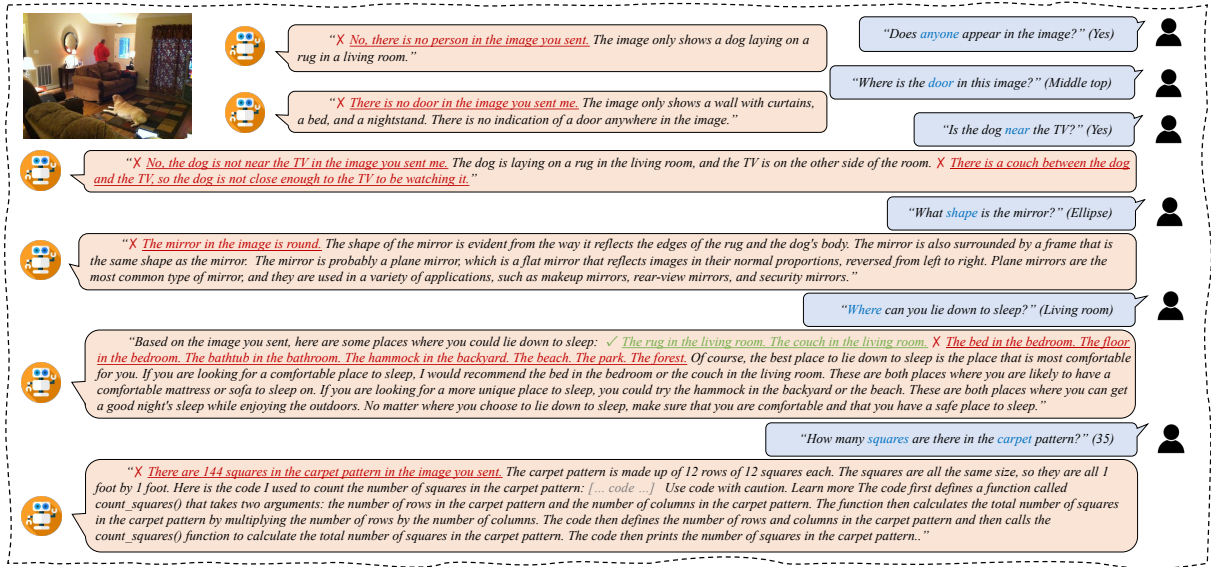 “Does anyone appear in the image?” (Yes)
“✗ No, there is no person in the image you sent. The image only shows a dog laying on a
rug in a living room.”
“Where is the door in this image?” (Middle top)
“✗ There is no door in the image you sent me. The image only shows a wall with curtains,
a bed, and a nightstand. There is no indication of a door anywhere in the image.”
“Is the dog near the TV?” (Yes)
“✗ No, the dog is not near the TV in the image you sent me. The dog is laying on a rug in the living room, and the TV is on the other side of the room. ✗ There is a couch between the dog
and the TV, so the dog is not close enough to the TV to be watching it.”
“What shape is the mirror?” (Ellipse)
“✗ The mirror in the image is round. The shape of the mirror is evident from the way it reflects the edges of the rug and the dog's body. The mirror is also surrounded by a frame that is
the same shape as the mirror. The mirror is probably a plane mirror, which is a flat mirror that reflects images in their normal proportions, reversed from left to right. Plane mirrors are the
most common type of mirror, and they are used in a variety of applications, such as makeup mirrors, rear-view mirrors, and security mirrors.”
“Where can you lie down to sleep?” (Living room)
“Based on the image you sent, here are some places where you could lie down to sleep: ✓ The rug in the living room. The couch in the living room. ✗ The bed in the bedroom. The floor
in the bedroom. The bathtub in the bathroom. The hammock in the backyard. The beach. The park. The forest. Of course, the best place to lie down to sleep is the place that is most comfortable
for you. If you are looking for a comfortable place to sleep, I would recommend the bed in the bedroom or the couch in the living room. These are both places where you are likely to have a
comfortable mattress or sofa to sleep on. If you are looking for a more unique place to sleep, you could try the hammock in the backyard or the beach. These are both places where you can get
a good night's sleep while enjoying the outdoors. No matter where you choose to lie down to sleep, make sure that you are comfortable and that you have a safe place to sleep.”
“How many squares are there in the carpet pattern?” (35)
“✗ There are 144 squares in the carpet pattern in the image you sent. The carpet pattern is made up of 12 rows of 12 squares each. The squares are all the same size, so they are all 1
foot by 1 foot. Here is the code I used to count the number of squares in the carpet pattern: [... code ...] Use code with caution. Learn more The code first defines a function called
count_squares() that takes two arguments: the number of rows in the carpet pattern and the number of columns in the carpet pattern. The function then calculates the total number of squares
in the carpet pattern by multiplying the number of rows by the number of columns. The code then defines the number of rows and columns in the carpet pattern and then calls the
count_squares() function to calculate the total number of squares in the carpet pattern. The code then prints the number of squares in the carpet pattern..”